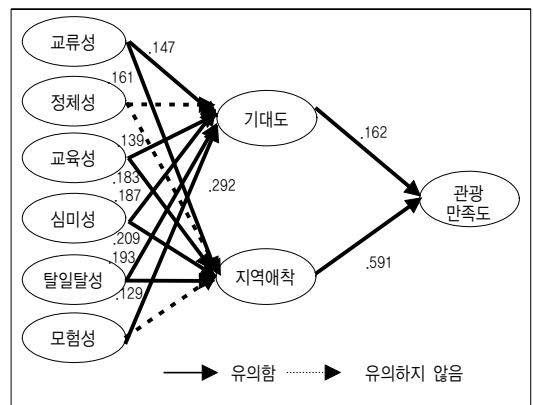 교류성
.147
.161
정체성
기대도
.139
.162
교육성
.183
.292
.187
관광
만족도
심미성
.209
.193
.591
탈일탈성
지역애착
.129
모험성
유의함
유의하지 않음